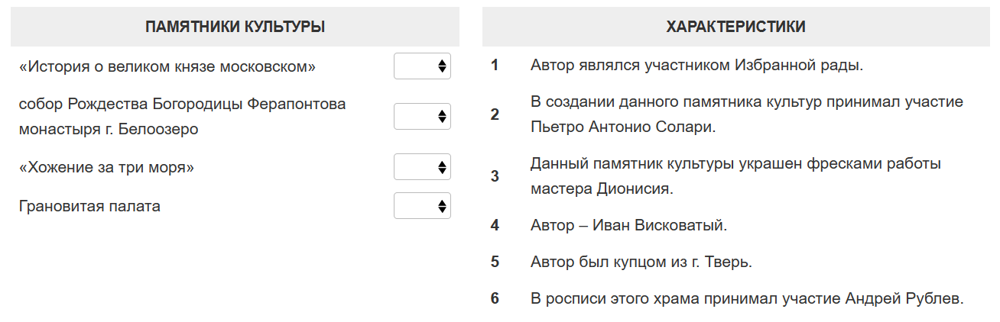 ПАМЯТНИКИ КУЛЬТУРЫ
«История о великом князе московском»
собор Рождества Богородицы Ферапонтова
монастыря г. Белоозеро
«Хожение за три моря»
Грановитая палата
ХАРАКТЕРИСТИКИ
1 Автор являлся участником Избранной рады.
2 В создании данного памятника культур принимал участие
Пьетро Антонио Солари.
3 Данный памятник культуры украшен фресками работы
мастера Дионисия.
4 Автор – Иван Висковатый.
5 Автор был купцом из г. Тверь.
6 В росписи этого храма принимал участие Андрей Рублев.